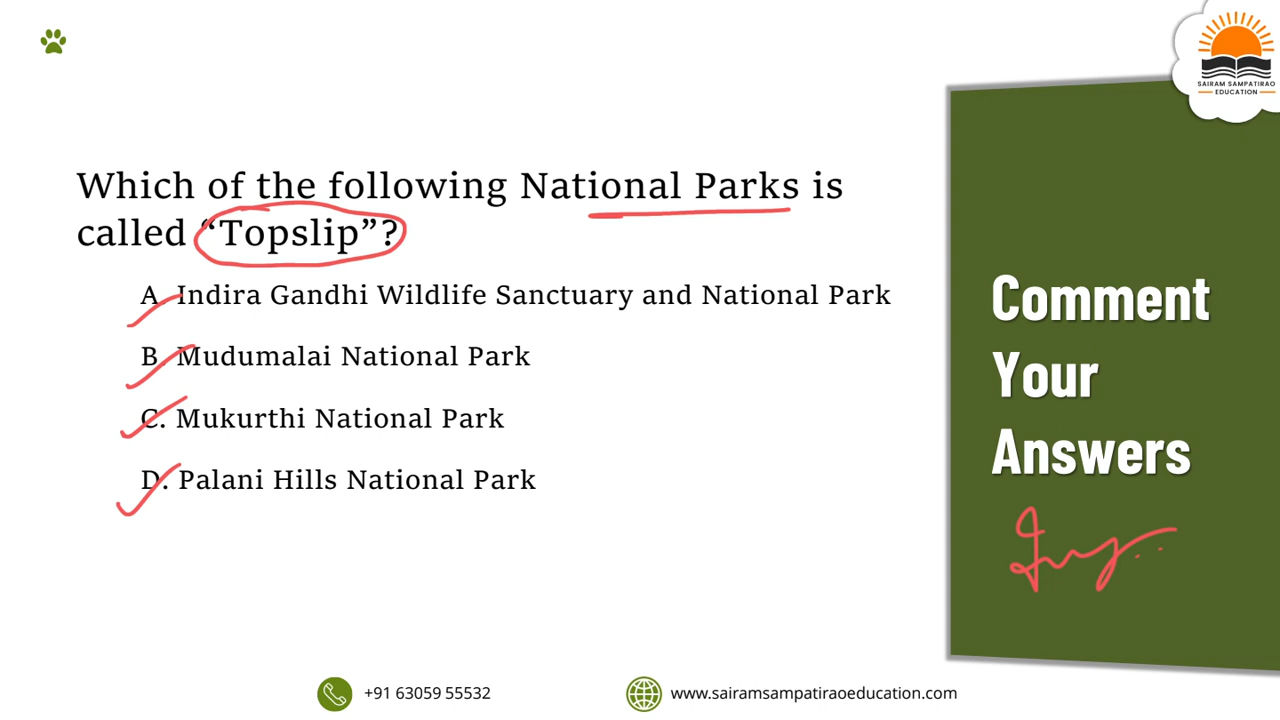 SAIRAM SAMPATIRAO
EDUCATION
Which of the following National Parks is
called “Topslip”?
A. Indira Gandhi Wildlife Sanctuary and National Park
B. Mudumalai National Park
C. Mukurthi National Park
D. Palani Hills National Park
Comment
Your
Answers
+91 63059 55532
www.sairamsampatiraoeducation.com